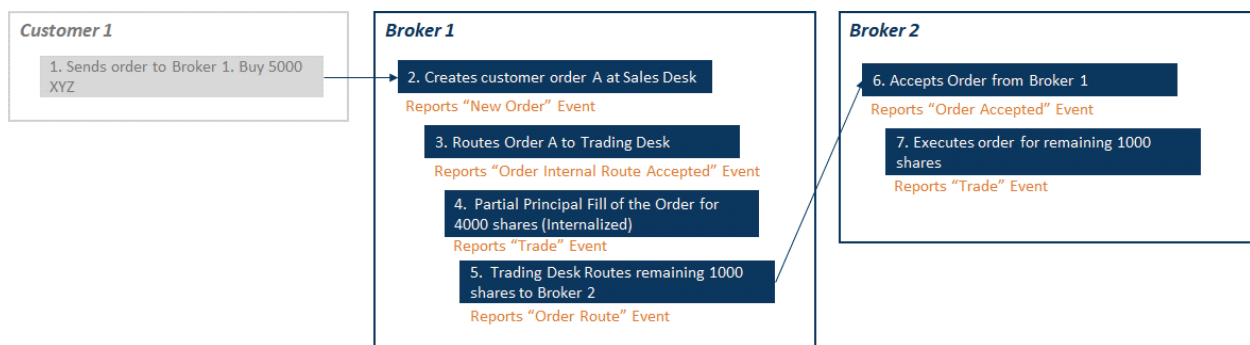 Customer 1
1. Sends order to Broker 1. Buy 5000
XYZ
Broker 1
2. Creates customer order A at Sales Desk
Reports “New Order” Event
3. Routes Order A to Trading Desk
Reports “Order Internal Route Accepted” Event
4. Partial Principal Fill of the Order for
4000 shares (Internalized)
Reports “Trade” Event
5. Trading Desk Routes remaining 1000
shares to Broker 2
Reports “Order Route” Event
Broker 2
6. Accepts Order from Broker 1
Reports “Order Accepted” Event
7. Executes order for remaining 1000
shares
Reports “Trade” Event